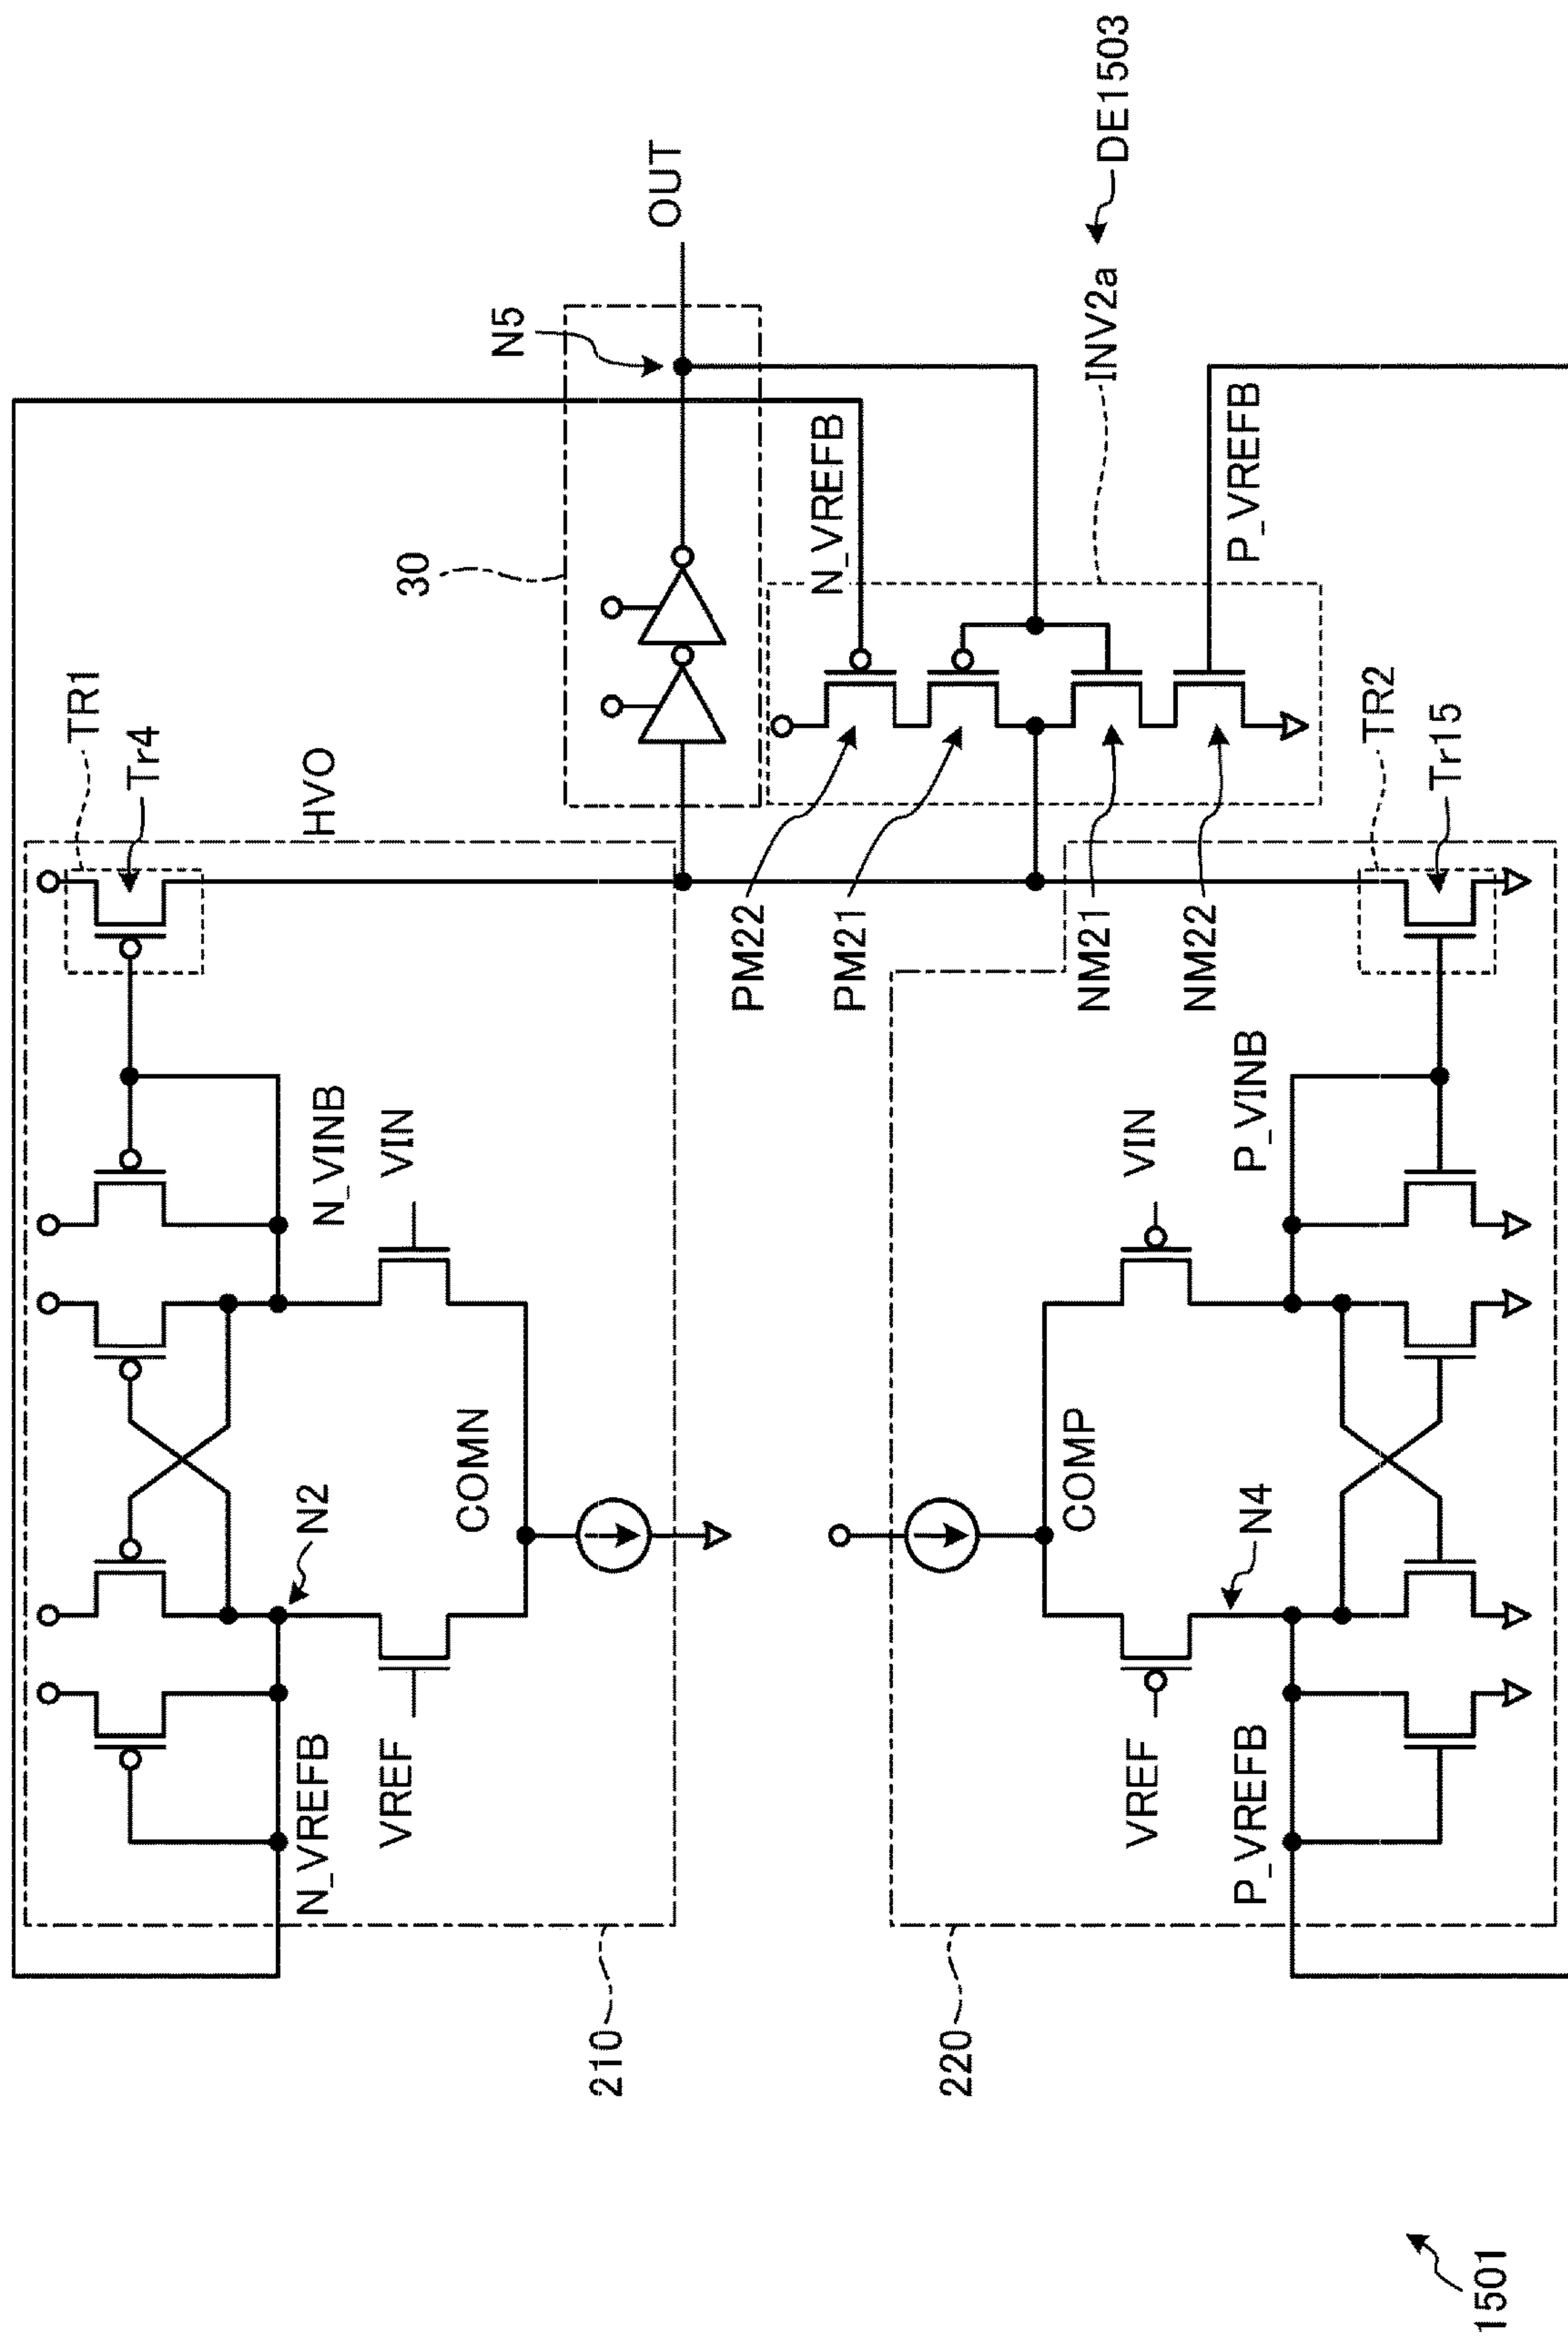 1501
210
N_VREFB
VREF
N2
COMN
N_VINB
VIN
TR1
Tr4
HVO
30
N5
OUT
PM22
PM21
NM21
NM22
N_VREFB
INV2a
DE1503
P_VREFB
220
VREF
P_VREFB
N4
COMP
VIN
P_VINB
TR2
Tr15